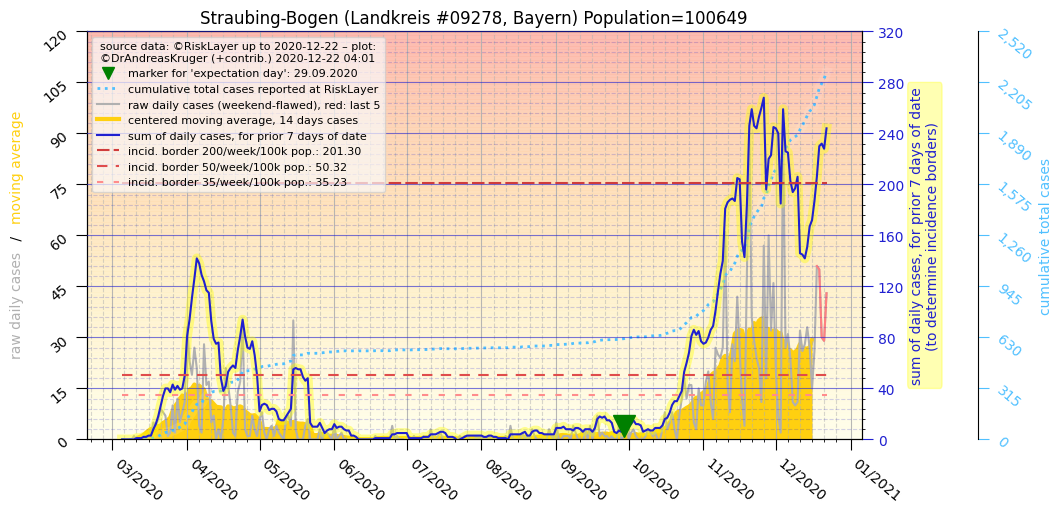 Straubing-Bogen (Landkreis #09278, Bayern) Population=100649
source data: ©RiskLayer up to 2020-12-22 – plot:
©DrAndreasKruger (+contrib.) 2020-12-22 04:01
marker for 'expectation day': 29.09.2020
cumulative total cases reported at RiskLayer
raw daily cases (weekend-flawed), red: last 5
centered moving average, 14 days cases
sum of daily cases, for prior 7 days of date
incid. border 200/week/100k pop.: 201.30
incid. border 50/week/100k pop.: 50.32
incid. border 35/week/100k pop.: 35.23
raw daily cases / moving average
120
105
90
75
60
45
30
15
0
320
280
240
200
160
120
80
40
0
sum of daily cases, for prior 7 days of date
(to determine incidence borders)
2,520
2,205
1,890
1,575
1,260
945
630
315
0
cumulative total cases
03/2020
04/2020
05/2020
06/2020
07/2020
08/2020
09/2020
10/2020
11/2020
12/2020
01/2021